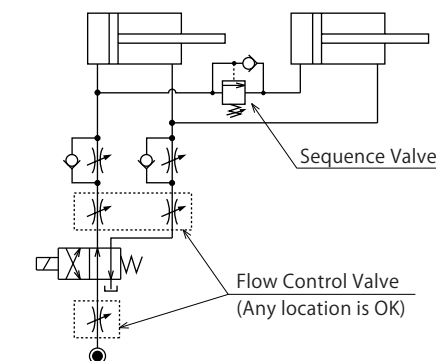 Sequence Valve
Flow Control Valve
(Any location is OK)